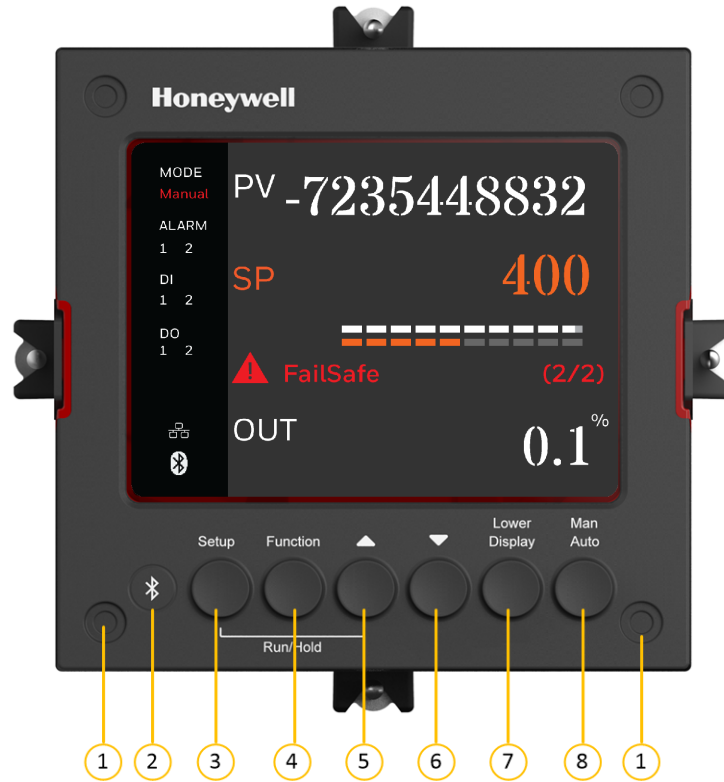 Honeywell
MODE
Manual
PV -7235448832
ALARM
1 2
SP 400
DI
1 2
DO
1 2
FailSafe (2/2)
OUT 0.1%
Setup Function Lower Display Man Auto
Run/Hold
1 2 3 4 5 6 7 8 1